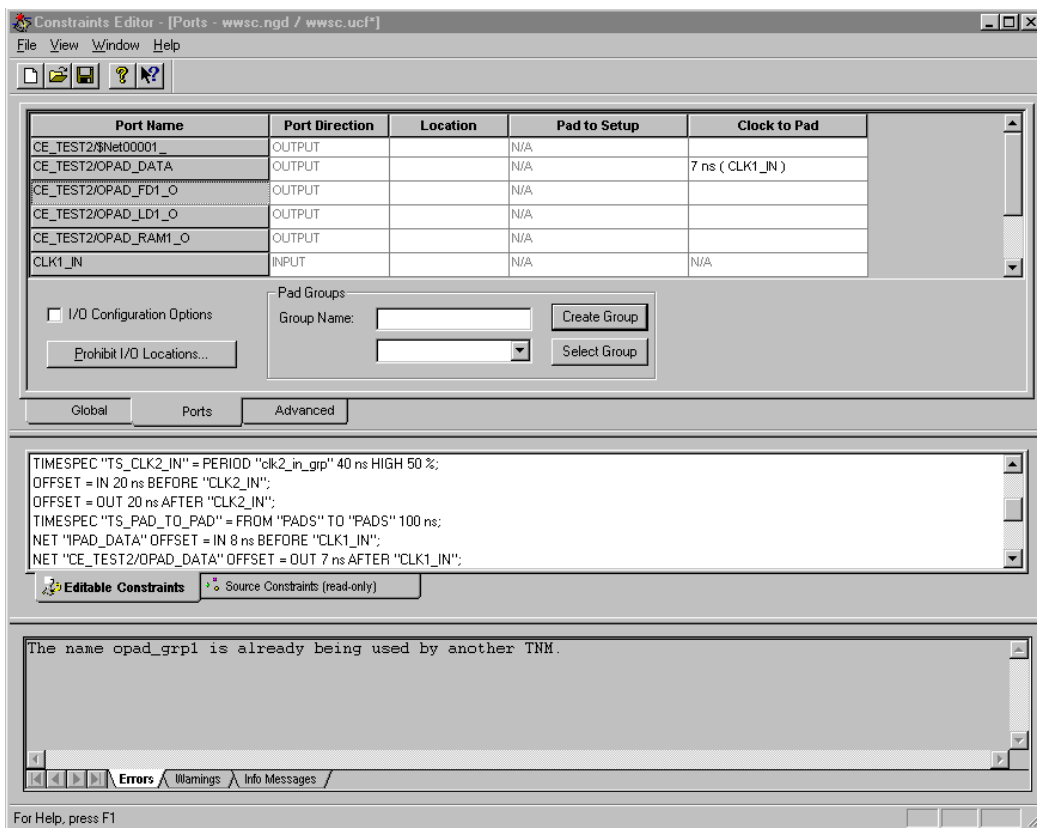 Constraints Editor - [Ports - wwsc.ngd / wwsc.ucf*]
File View Window Help
Port Name Port Direction Location Pad to Setup Clock to Pad
CE_TEST2/$Net00001_ OUTPUT N/A
CE_TEST2/OPAD_DATA OUTPUT N/A 7 ns ( CLK1_IN )
CE_TEST2/OPAD_FD1_O OUTPUT N/A
CE_TEST2/OPAD_LD1_O OUTPUT N/A
CE_TEST2/OPAD_RAM1_O OUTPUT N/A
CLK1_IN INPUT N/A N/A
Pad Groups
I/O Configuration Options Group Name: Create Group
Prohibit I/O Locations... Select Group
Global Ports Advanced
TIMESPEC "TS_CLK2_IN" = PERIOD "clk2_in_grp" 40 ns HIGH 50 %;
OFFSET = IN 20 ns BEFORE "CLK2_IN";
OFFSET = OUT 20 ns AFTER "CLK2_IN";
TIMESPEC "TS_PAD_TO_PAD" = FROM "PADS" TO "PADS" 100 ns;
NET "IPAD_DATA" OFFSET = IN 8 ns BEFORE "CLK1_IN";
NET "CE_TEST2/OPAD_DATA" OFFSET = OUT 7 ns AFTER "CLK1_IN";
Editable Constraints Source Constraints (read-only)
The name opad_grp1 is already being used by another TNM.
Errors Warnings Info Messages
For Help, press F1